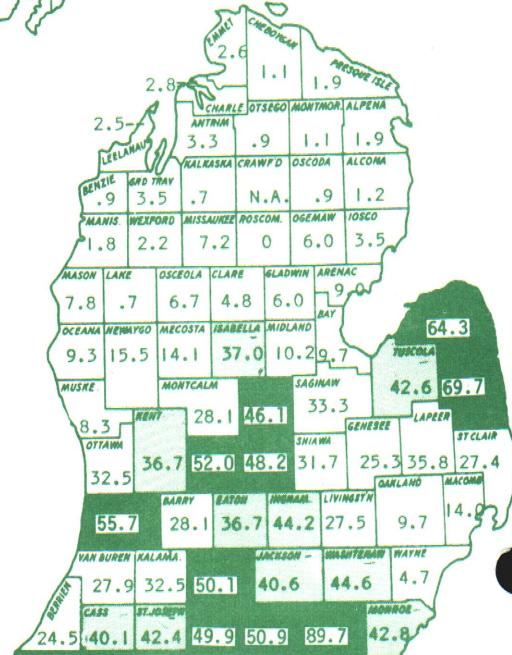 EMMET
CHEBOYGAN
2.6
1.1
PRESQUE ISLE
1.9
2.8
CHARLE OTSEGO MONTMOR. ALPENA
ANTRIM
2.5--
3.3 .9 1.1 1.9
LEELANAU
KALKASKA CRAWF'D OSCODA ALCONA
BENZIE GRD TRAV
.9 3.5 .7 N.A. .9 1.2
MANIS. WEXFORD MISSAUKEE ROSCOM. OGEMAW IOSCO
1.8 2.2 7.2 0 6.0 3.5
MASON LAKE OSCEOLA CLARE GLADWIN ARENAC
9.0
7.8 .7 6.7 4.8 6.0
BAY
64.3
OCEANA NEWAYGO MECOSTA ISABELLA MIDLAND
TUSCOLA
9.3 15.5 14.1 37.0 10.2 9.7
42.6 69.7
MUSKE MONTCALM SAGINAW
33.3
8.3 28.1 46.1
KENT
LAPEER
GENESEE
OTTAWA SHIAWA ST CLAIR
32.5 36.7 52.0 48.2 31.7 25.3 35.8 27.4
OAKLAND MACOMB
BARRY EATON INGHAM. LIVINGST'N
14.0
55.7 28.1 36.7 44.2 27.5 9.7
VAN BUREN KALAMA. JACKSON WASHTENAW WAYNE
27.9 32.5 50.1 40.6 44.6 4.7
BERRIEN
CASS ST. JOSEPH MONROE
24.5 40.1 42.4 49.9 50.9 89.7 42.8